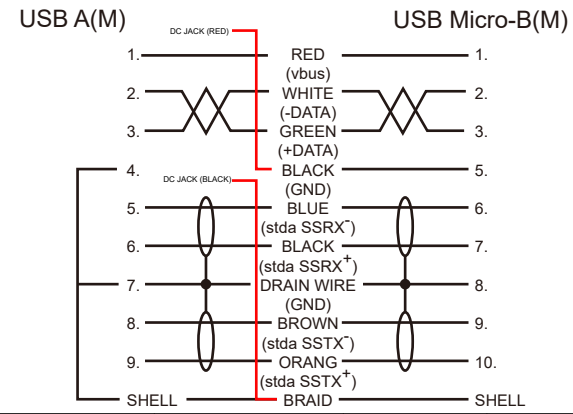 USB A(M) USB Micro-B(M)
DC JACK (RED)
1. RED 1.
(vbus)
2. WHITE 2.
(-DATA)
3. GREEN 3.
(+DATA)
4. BLACK 5.
DC JACK (BLACK) (GND)
5. BLUE 6.
(stda SSRX-)
6. BLACK 7.
(stda SSRX+)
7. DRAIN WIRE 8.
(GND)
8. BROWN 9.
(stda SSTX-)
9. ORANG 10.
(stda SSTX+)
SHELL BRAID SHELL